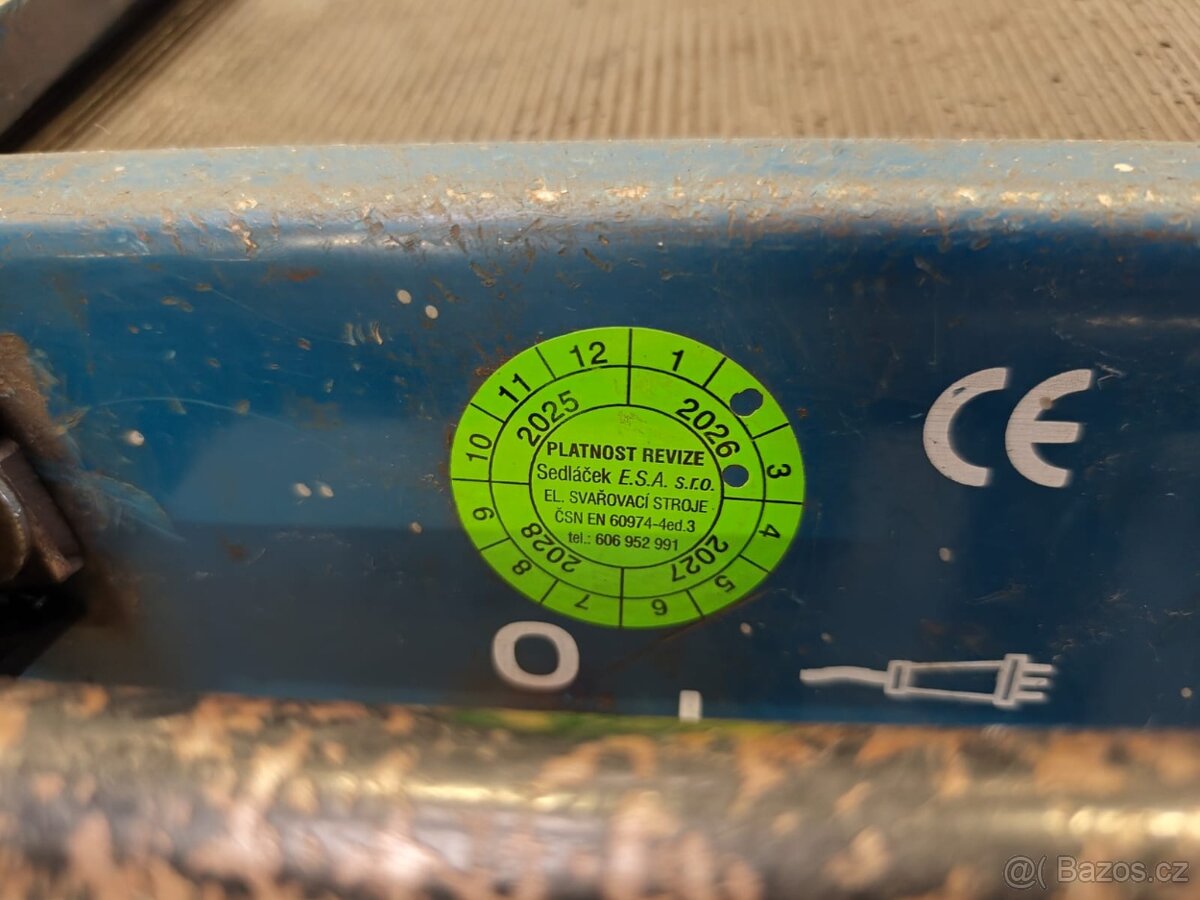 12 1
11
10 3
9 4
8 5
7 6
2025 2026
PLATNOST REVIZE
Sedláček E.S.A. s.r.o.
EL. SVAŘOVACÍ STROJE
ČSN EN 60974-4ed.3
tel.: 606 952 991
2028 2027
CE
O
I
@( Bazos.cz